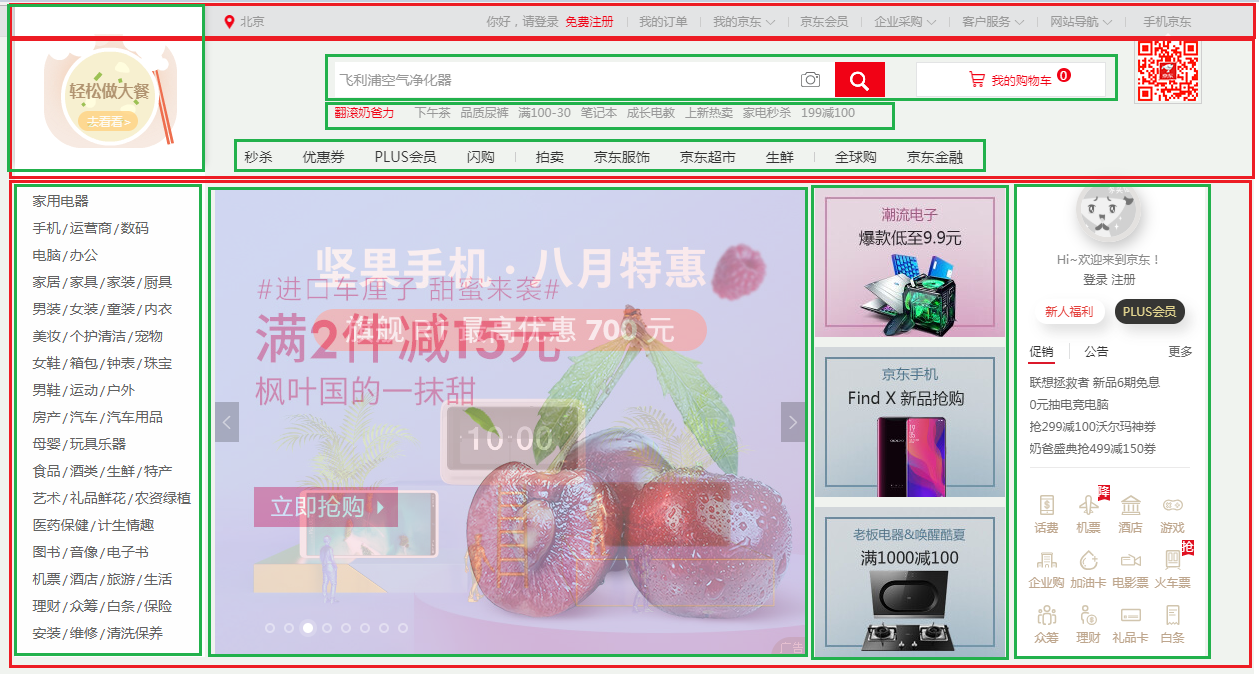 北京
你好，请登录 免费注册 我的订单 我的京东 京东会员 企业采购 客户服务 网站导航 手机京东
轻松做大餐
去看看>
飞利浦空气净化器
我的购物车 0
翻滚奶爸力 下午茶 品质尿裤 满100-30 笔记本 成长电教 上新热卖 家电秒杀 199减100
秒杀 优惠券 PLUS会员 闪购 拍卖 京东服饰 京东超市 生鲜 全球购 京东金融
家用电器
手机/运营商/数码
电脑/办公
家居/家具/家装/厨具
男装/女装/童装/内衣
美妆/个护清洁/宠物
女鞋/箱包/钟表/珠宝
男鞋/运动/户外
房产/汽车/汽车用品
母婴/玩具乐器
食品/酒类/生鲜/特产
艺术/礼品鲜花/农资绿植
医药保健/计生情趣
图书/音像/电子书
机票/酒店/旅游/生活
理财/众筹/白条/保险
安装/维修/清洗保养
坚果手机·八月特惠
#进口车厘子 甜蜜来袭#
旗舰 R1 最高优惠 700 元
满2件减15元
枫叶国的一抹甜
10:00
立即抢购
广告
潮流电子
爆款低至9.9元
京东手机
Find X 新品抢购
老板电器&唤醒酷夏
满1000减100
Hi~欢迎来到京东！
登录 注册
新人福利 PLUS会员
促销 公告 更多
联想拯救者 新品6期免息
0元抽电竞电脑
抢299减100沃尔玛神券
奶爸盛典抢499减150券
降
话费 机票 酒店 游戏
抢
企业购 加油卡 电影票 火车票
众筹 理财 礼品卡 白条